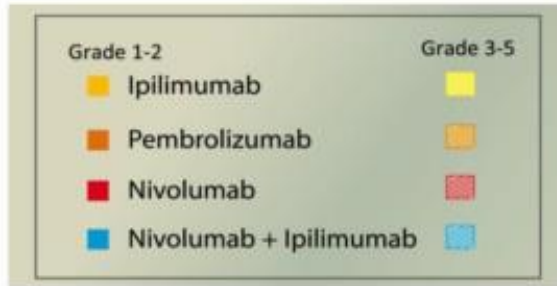 Grade 1-2 Grade 3-5
Ipilimumab
Pembrolizumab
Nivolumab
Nivolumab + Ipilimumab